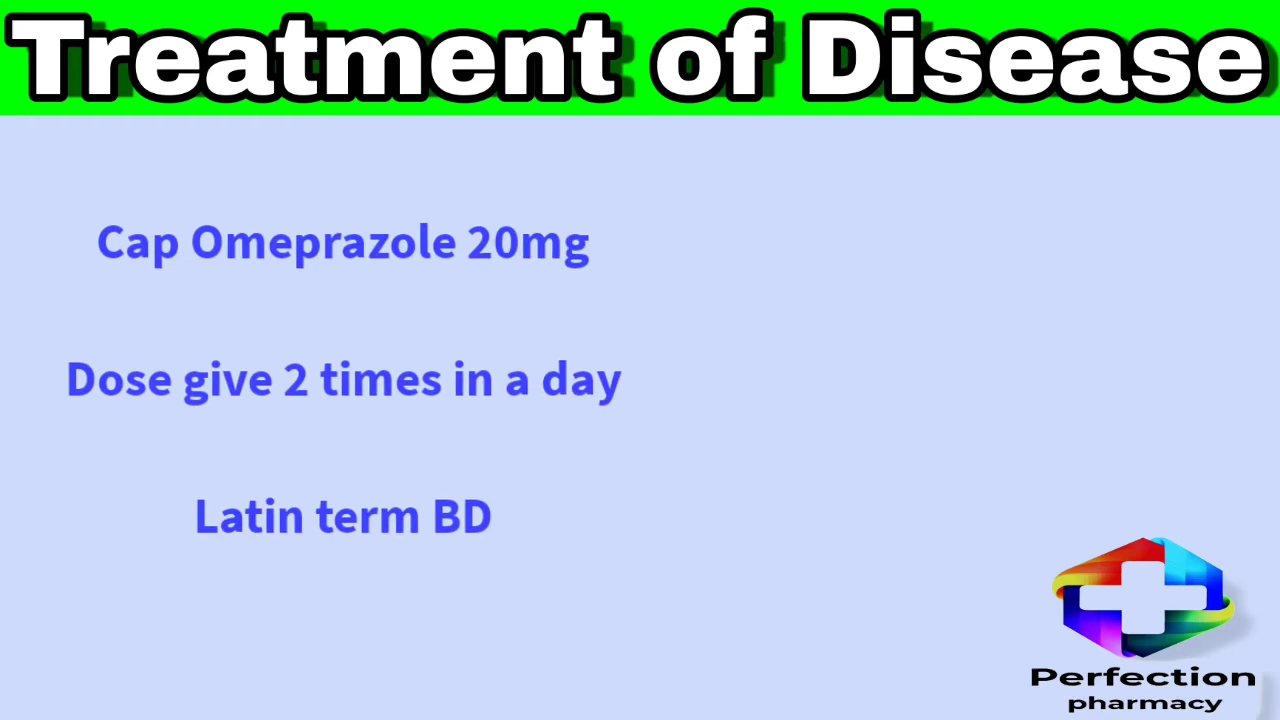 Treatment of Disease
Cap Omeprazole 20mg
Dose give 2 times in a day
Latin term BD
Perfection
pharmacy